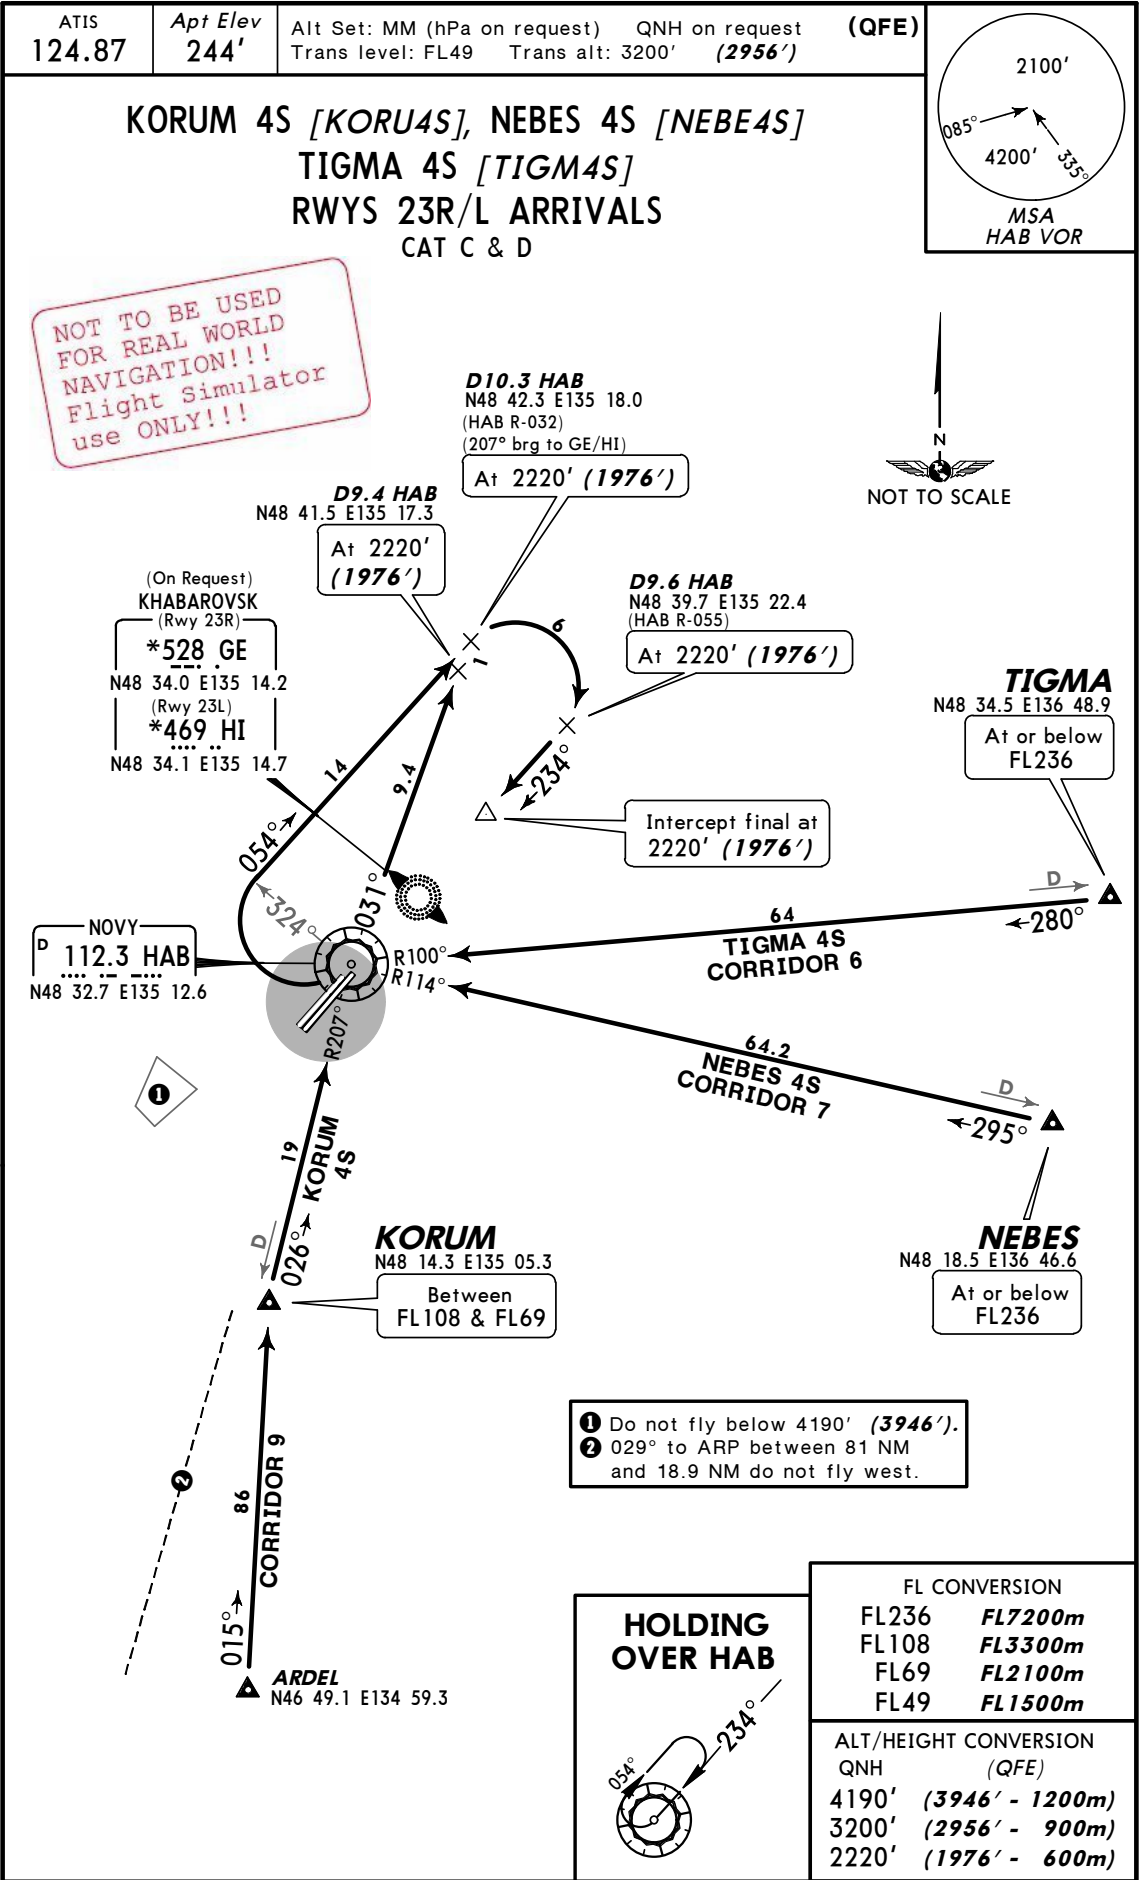 ATIS
124.87
Apt Elev
244'
Alt Set: MM (hPa on request) QNH on request (QFE)
Trans level: FL49 Trans alt: 3200' (2956')
2100'
085°
4200'
335°
MSA
HAB VOR
KORUM 4S [KORU4S], NEBES 4S [NEBE4S]
TIGMA 4S [TIGM4S]
RWYS 23R/L ARRIVALS
CAT C & D
NOT TO BE USED
FOR REAL WORLD
NAVIGATION!!!
Flight Simulator
use ONLY!!!
N
NOT TO SCALE
D10.3 HAB
N48 42.3 E135 18.0
(HAB R-032)
(207° brg to GE/HI)
At 2220' (1976')
D9.4 HAB
N48 41.5 E135 17.3
At 2220'
(1976')
D9.6 HAB
N48 39.7 E135 22.4
(HAB R-055)
At 2220' (1976')
(On Request)
KHABAROVSK
(Rwy 23R)
*528 GE
N48 34.0 E135 14.2
(Rwy 23L)
*469 HI
N48 34.1 E135 14.7
TIGMA
N48 34.5 E136 48.9
At or below
FL236
1
6
14
9.4
234°
Intercept final at
2220' (1976')
054°
324°
031°
D
280°
64
TIGMA 4S
CORRIDOR 6
NOVY
D 112.3 HAB
N48 32.7 E135 12.6
R100°
R114°
R207°
64.2
NEBES 4S
CORRIDOR 7
D
295°
1
19
KORUM
4S
D
026°
KORUM
N48 14.3 E135 05.3
Between
FL108 & FL69
NEBES
N48 18.5 E136 46.6
At or below
FL236
1 Do not fly below 4190' (3946').
2 029° to ARP between 81 NM
and 18.9 NM do not fly west.
2
86
CORRIDOR 9
015°
ARDEL
N46 49.1 E134 59.3
HOLDING
OVER HAB
234°
054°
FL CONVERSION
FL236 FL7200m
FL108 FL3300m
FL69 FL2100m
FL49 FL1500m
ALT/HEIGHT CONVERSION
QNH (QFE)
4190' (3946' - 1200m)
3200' (2956' - 900m)
2220' (1976' - 600m)